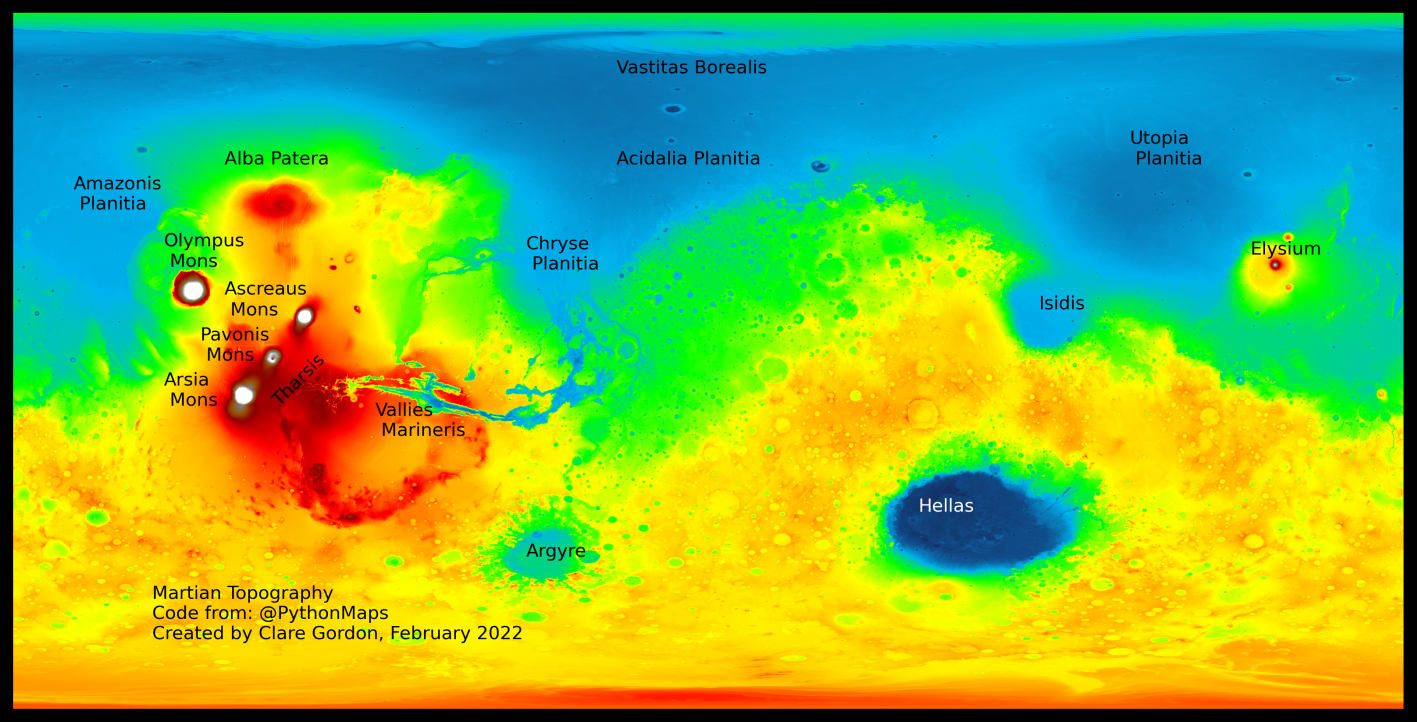 Vastitas Borealis
Utopia
Planitia
Alba Patera
Acidalia Planitia
Amazonis
Planitia
Olympus
Mons
Chryse
Planitia
Elysium
Ascreaus
Mons
Isidis
Pavonis
Mons
Tharsis
Arsia
Mons
Vallies
Marineris
Hellas
Argyre
Martian Topography
Code from: @PythonMaps
Created by Clare Gordon, February 2022